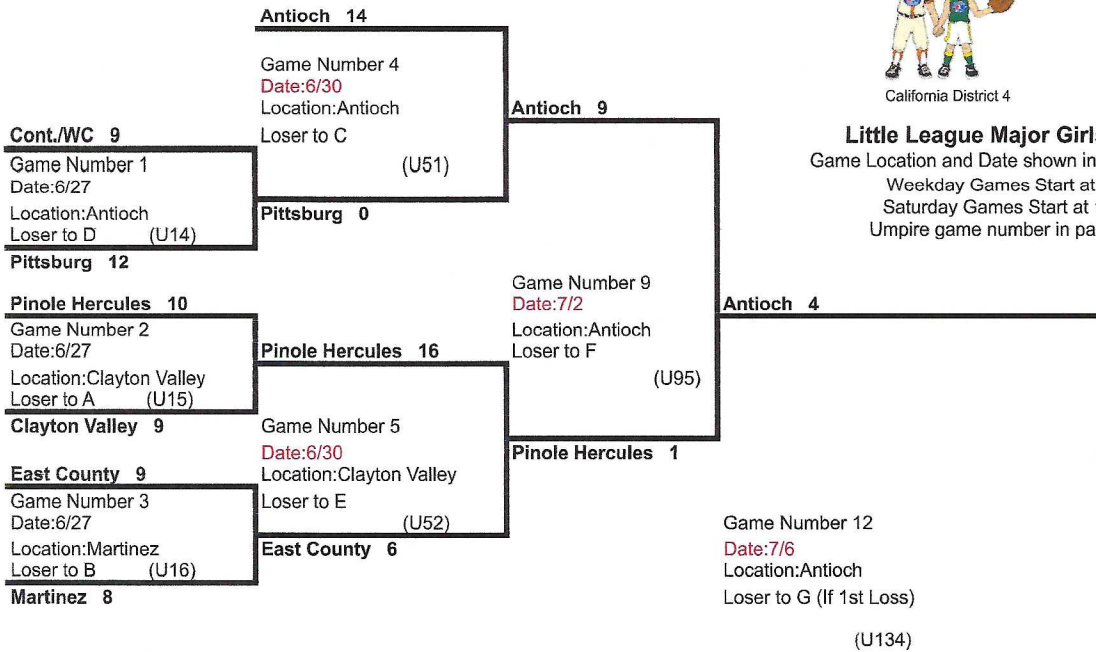 Antioch 14
Game Number 4
Date:6/30
Location:Antioch
Loser to C
(U51)
Pittsburg 0
Cont./WC 9
Game Number 1
Date:6/27
Location:Antioch
Loser to D (U14)
Pittsburg 12
Pinole Hercules 10
Game Number 2
Date:6/27
Location:Clayton Valley
Loser to A (U15)
Clayton Valley 9
Pinole Hercules 16
Game Number 5
Date:6/30
Location:Clayton Valley
Loser to E
(U52)
East County 6
East County 9
Game Number 3
Date:6/27
Location:Martinez
Loser to B (U16)
Martinez 8
Antioch 9
Game Number 9
Date:7/2
Location:Antioch
Loser to F
(U95)
Pinole Hercules 1
Antioch 4
Game Number 12
Date:7/6
Location:Antioch
Loser to G (If 1st Loss)
(U134)
California District 4
Little League Major Girls
Game Location and Date shown in
Weekday Games Start at
Saturday Games Start at
Umpire game number in pa